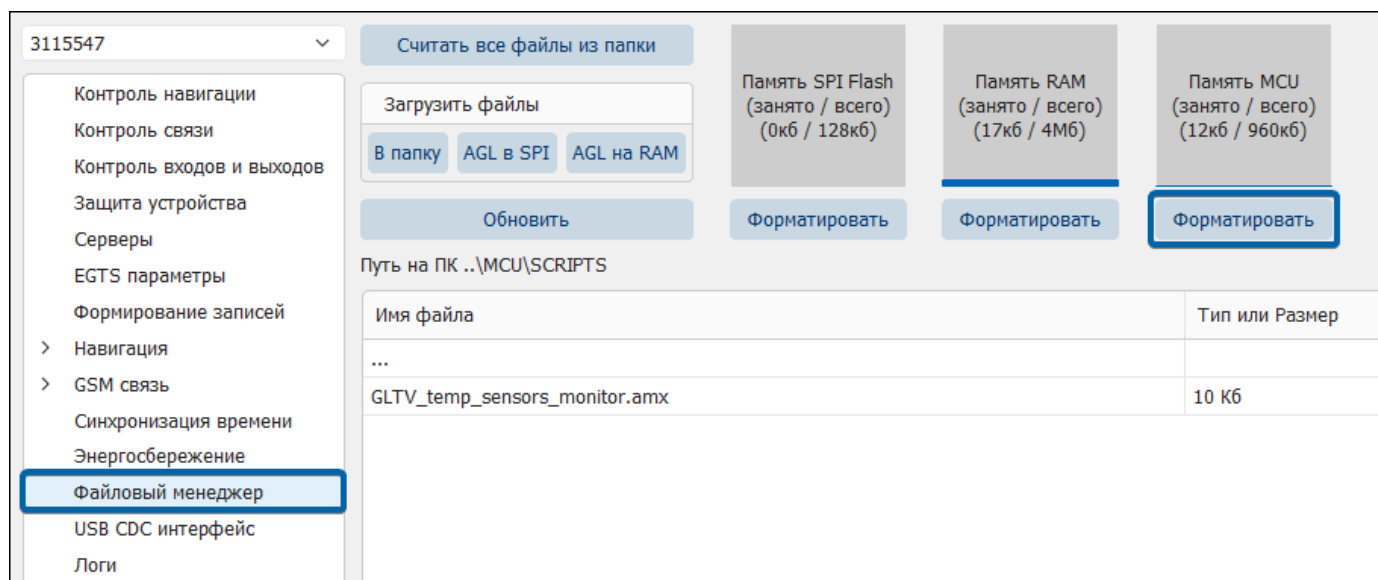 3115547
Контроль навигации
Контроль связи
Контроль входов и выходов
Защита устройства
Серверы
EGTS параметры
Формирование записей
Навигация
GSM связь
Синхронизация времени
Энергосбережение
Файловый менеджер
USB CDC интерфейс
Логи
Считать все файлы из папки
Загрузить файлы
В папку AGL в SPI AGL на RAM
Обновить
Память SPI Flash
(занято / всего)
(0кб / 128кб)
Форматировать
Память RAM
(занято / всего)
(17кб / 4Мб)
Форматировать
Память MCU
(занято / всего)
(12кб / 960кб)
Форматировать
Путь на ПК ..\MCU\SCRIPTS
Имя файла Тип или Размер
...
GLTV_temp_sensors_monitor.amx 10 Кб